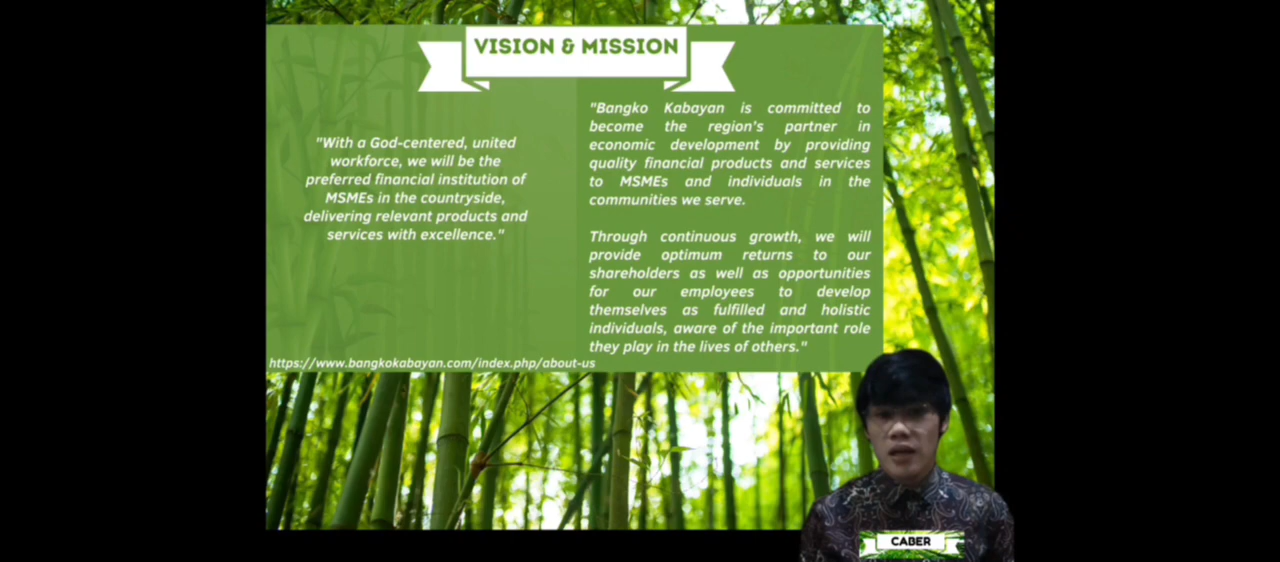 VISION & MISSION
"With a God-centered, united
workforce, we will be the
preferred financial institution of
MSMEs in the countryside,
delivering relevant products and
services with excellence."
"Bangko Kabayan is committed to
become the region's partner in
economic development by providing
quality financial products and services
to MSMEs and individuals in the
communities we serve.
Through continuous growth, we will
provide optimum returns to our
shareholders as well as opportunities
for our employees to develop
themselves as fulfilled and holistic
individuals, aware of the important role
they play in the lives of others."
https://www.bangkokabayan.com/index.php/about-us
CABER